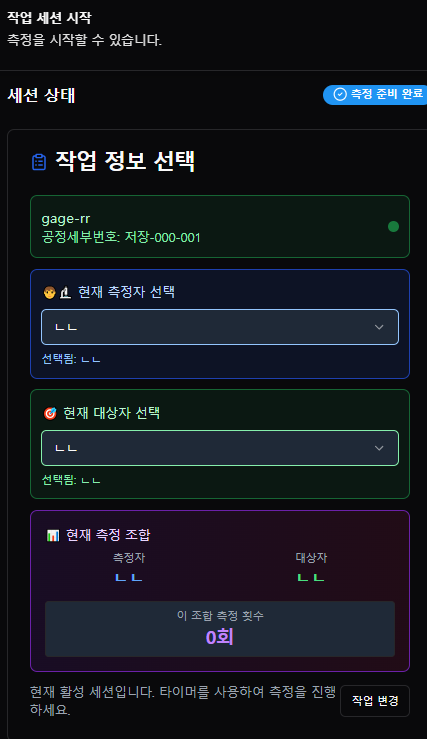 작업 세션 시작
측정을 시작할 수 있습니다.
세션 상태
측정 준비 완료
작업 정보 선택
gage-rr
공정세부번호: 저장-000-001
현재 측정자 선택
ㄴㄴ
선택됨: ㄴㄴ
현재 대상자 선택
ㄴㄴ
선택됨: ㄴㄴ
현재 측정 조합
측정자 대상자
ㄴㄴ ㄴㄴ
이 조합 측정 횟수
0회
현재 활성 세션입니다. 타이머를 사용하여 측정을 진행
하세요.
작업 변경